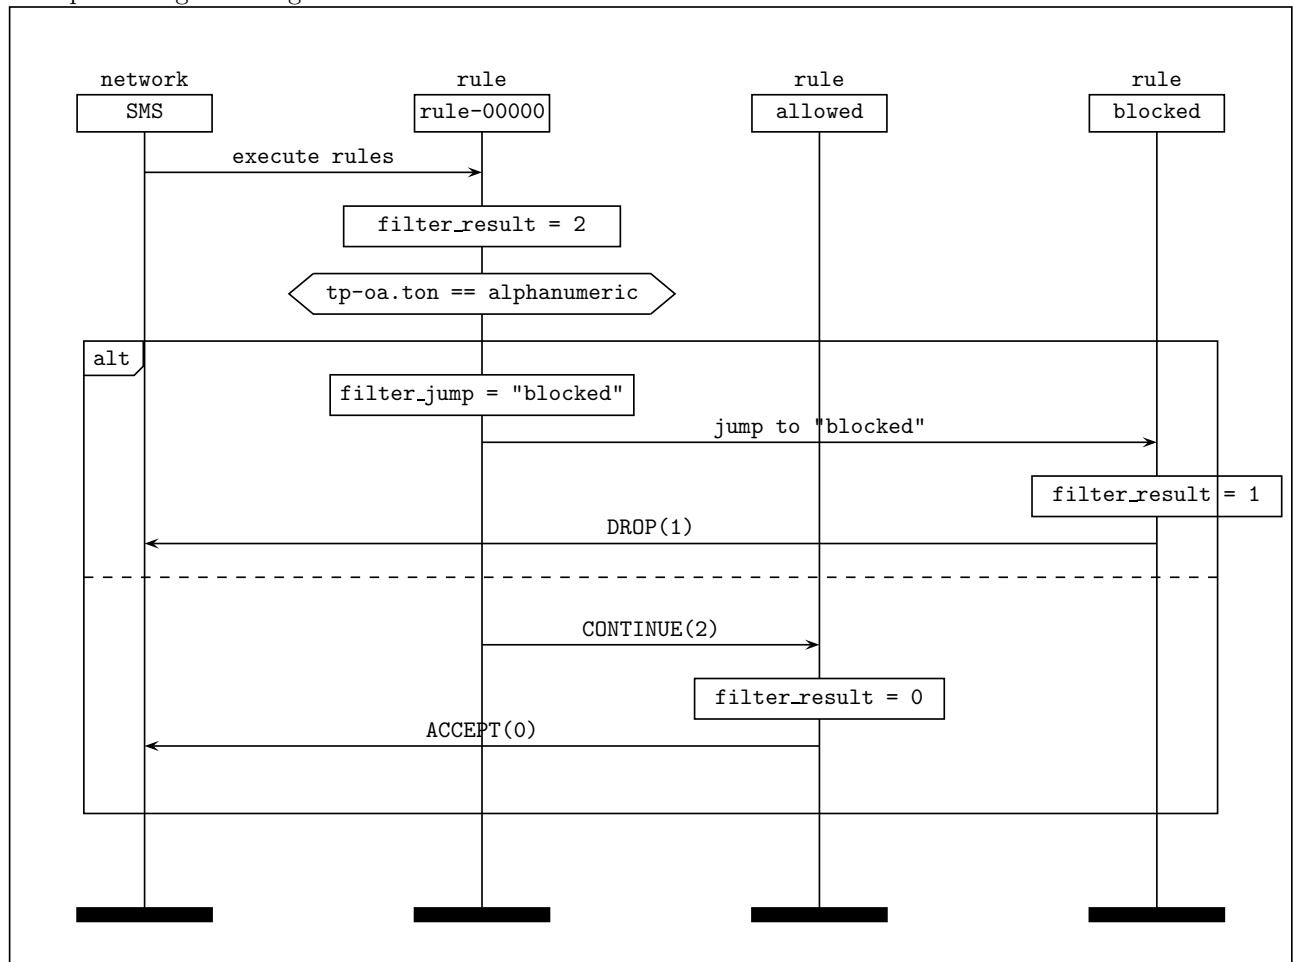 network rule rule rule
SMS rule-00000 allowed blocked
execute rules
filter_result = 2
tp-oa.ton == alphanumeric
alt
filter_jump = "blocked"
jump to "blocked"
filter_result = 1
DROP(1)
CONTINUE(2)
filter_result = 0
ACCEPT(0)